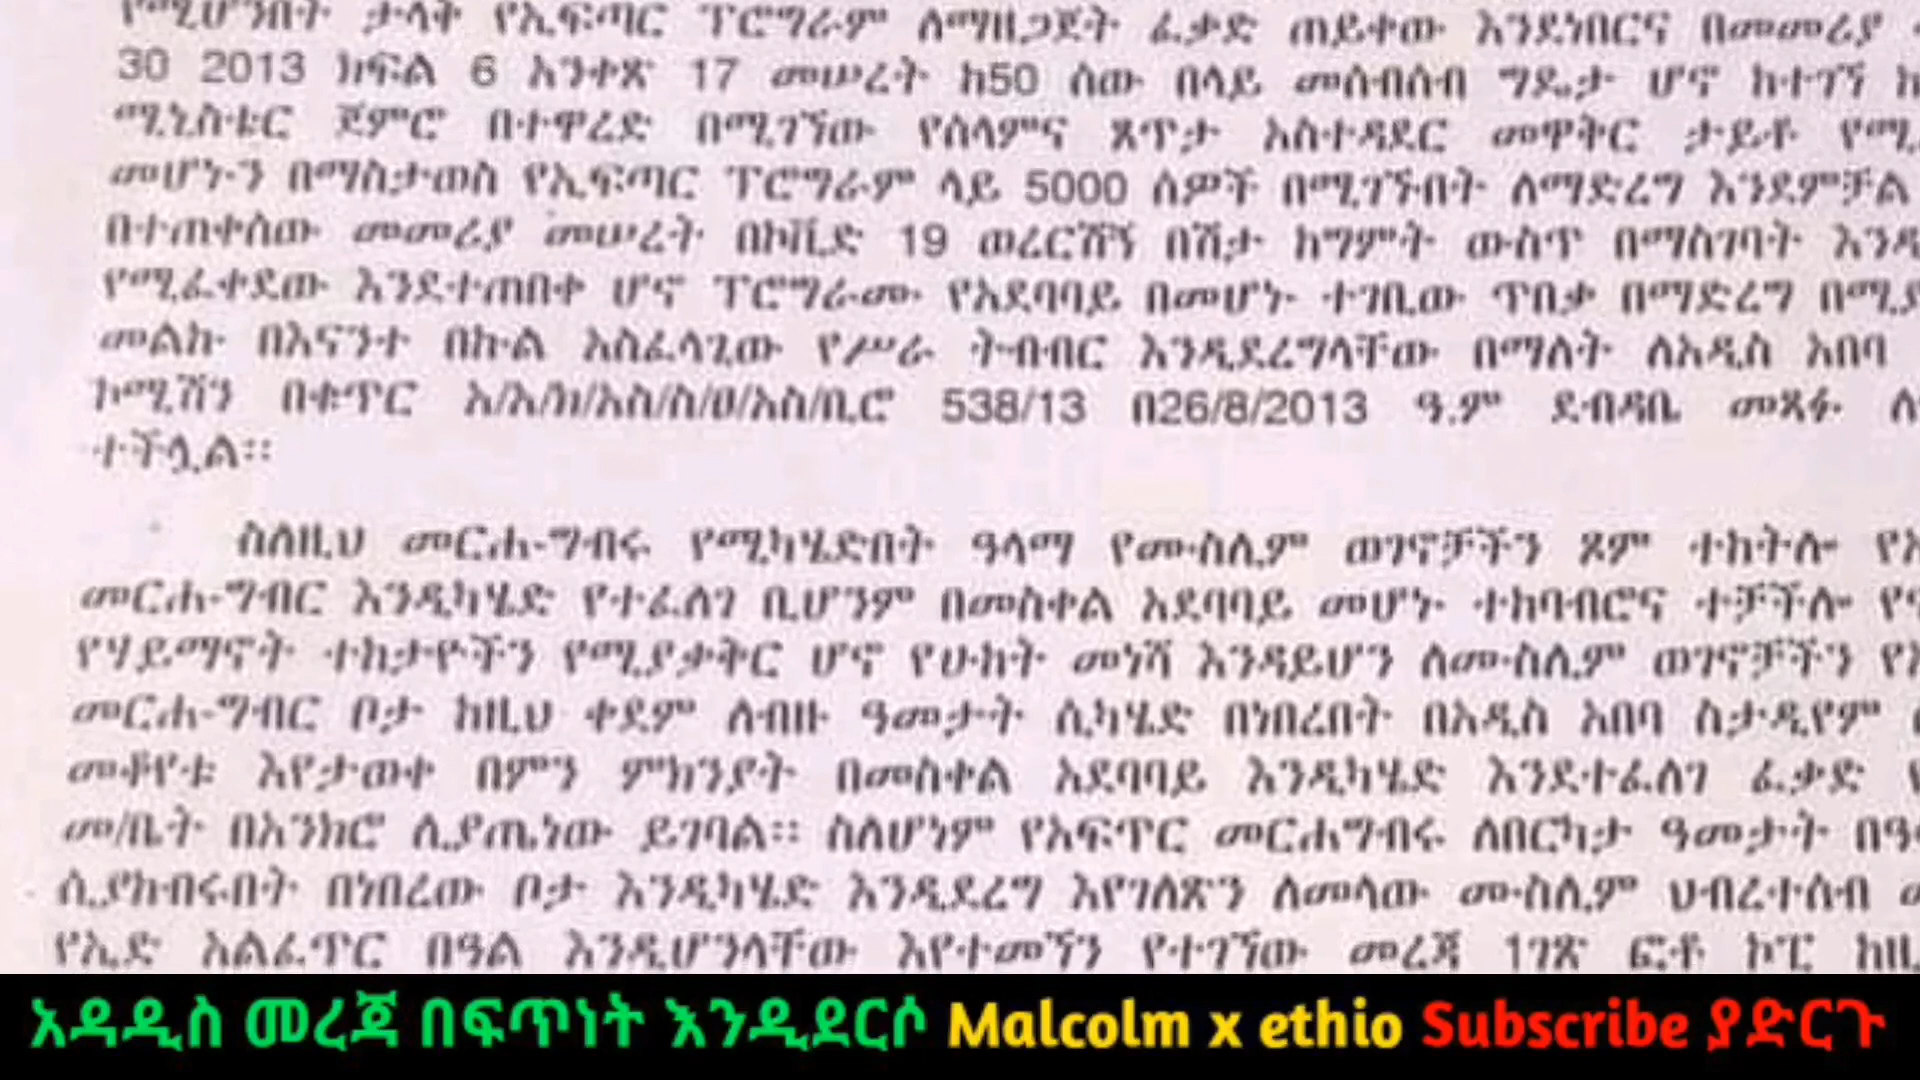 የሚሆንበት ታላቅ የኢፍጣር ፕሮግራም ለማዘጋጀት ፈቃድ ጠይቀው እንደነበርና በመመሪያ
30 2013 ክፍል 6 አንቀጽ 17 መሠረት ከ50 ሰው በላይ መሰብሰብ ግዴታ ሆኖ ከተገኘ
ሚኒስቴር ጀምሮ በተዋረድ በሚገኘው የሰላምና ጸጥታ አስተዳደር መዋቅር ታይቶ
መሆኑን በማስታወስ የኢፍጣር ፕሮግራም ላይ 5000 ሰዎች በሚገኙበት ለማድረግ እንደምቻል
በተጠቀሰው መመሪያ መሠረት በኮቪድ 19 ወረርሽኝ በሽታ ከግምት ውስጥ በማስገባት
የሚፈቀደው እንደተጠበቀ ሆኖ ፕሮግራሙ የአደባባይ በመሆኑ ተገቢው ጥበቃ በማድረግ
መልኩ በእናንተ በኩል አስፈላጊው የሥራ ትብብር እንዲደረግላቸው በማለት ለአዲስ አበባ
ኮሚሽን በቁጥር አ/አ/ከ/አስ/ሰ/ፀ/አስ/ቢሮ 538/13 በ26/8/2013 ዓ.ም ደብዳቤ መጻፉ
ተችሏል።
ስለዚህ መርሐ-ግብሩ የሚካሄድበት ዓላማ የሙስሊም ወገኖቻችን ጾም ተከትሎ
መርሐ-ግብር እንዲካሄድ የተፈለገ ቢሆንም በመስቀል አደባባይ መሆኑ ተከባብሮና ተቻችሎ
የሃይማኖት ተከታዮችን የሚያቃቅር ሆኖ የሁከት መነሻ እንዳይሆን ለሙስሊም ወገኖቻችን
መርሐ-ግብር ቦታ ከዚህ ቀደም ለብዙ ዓመታት ሲካሄድ በነበረበት በአዲስ አበባ ስታዲየም
መቆየቱ እየታወቀ በምን ምክንያት በመስቀል አደባባይ እንዲካሄድ እንደተፈለገ ፈቃድ
መ/ቤት በአንክሮ ሊያጤነው ይገባል። ስለሆነም የአፍጥር መርሐግብሩ ለበርካታ ዓመታት
ሲያከብሩበት በነበረው ቦታ እንዲካሄድ እንዲደረግ እየገለጽን ለመላው ሙስሊም ህብረተሰብ
የኢድ አልፈጥር በዓል እንዲሆንላቸው እየተመኘን የተገኘው መረጃ 1ገጽ ፎቶ ኮፒ
አዳዲስ መረጃ በፍጥነት እንዲደርሶ Malcolm x ethio Subscribe ያድርጉ